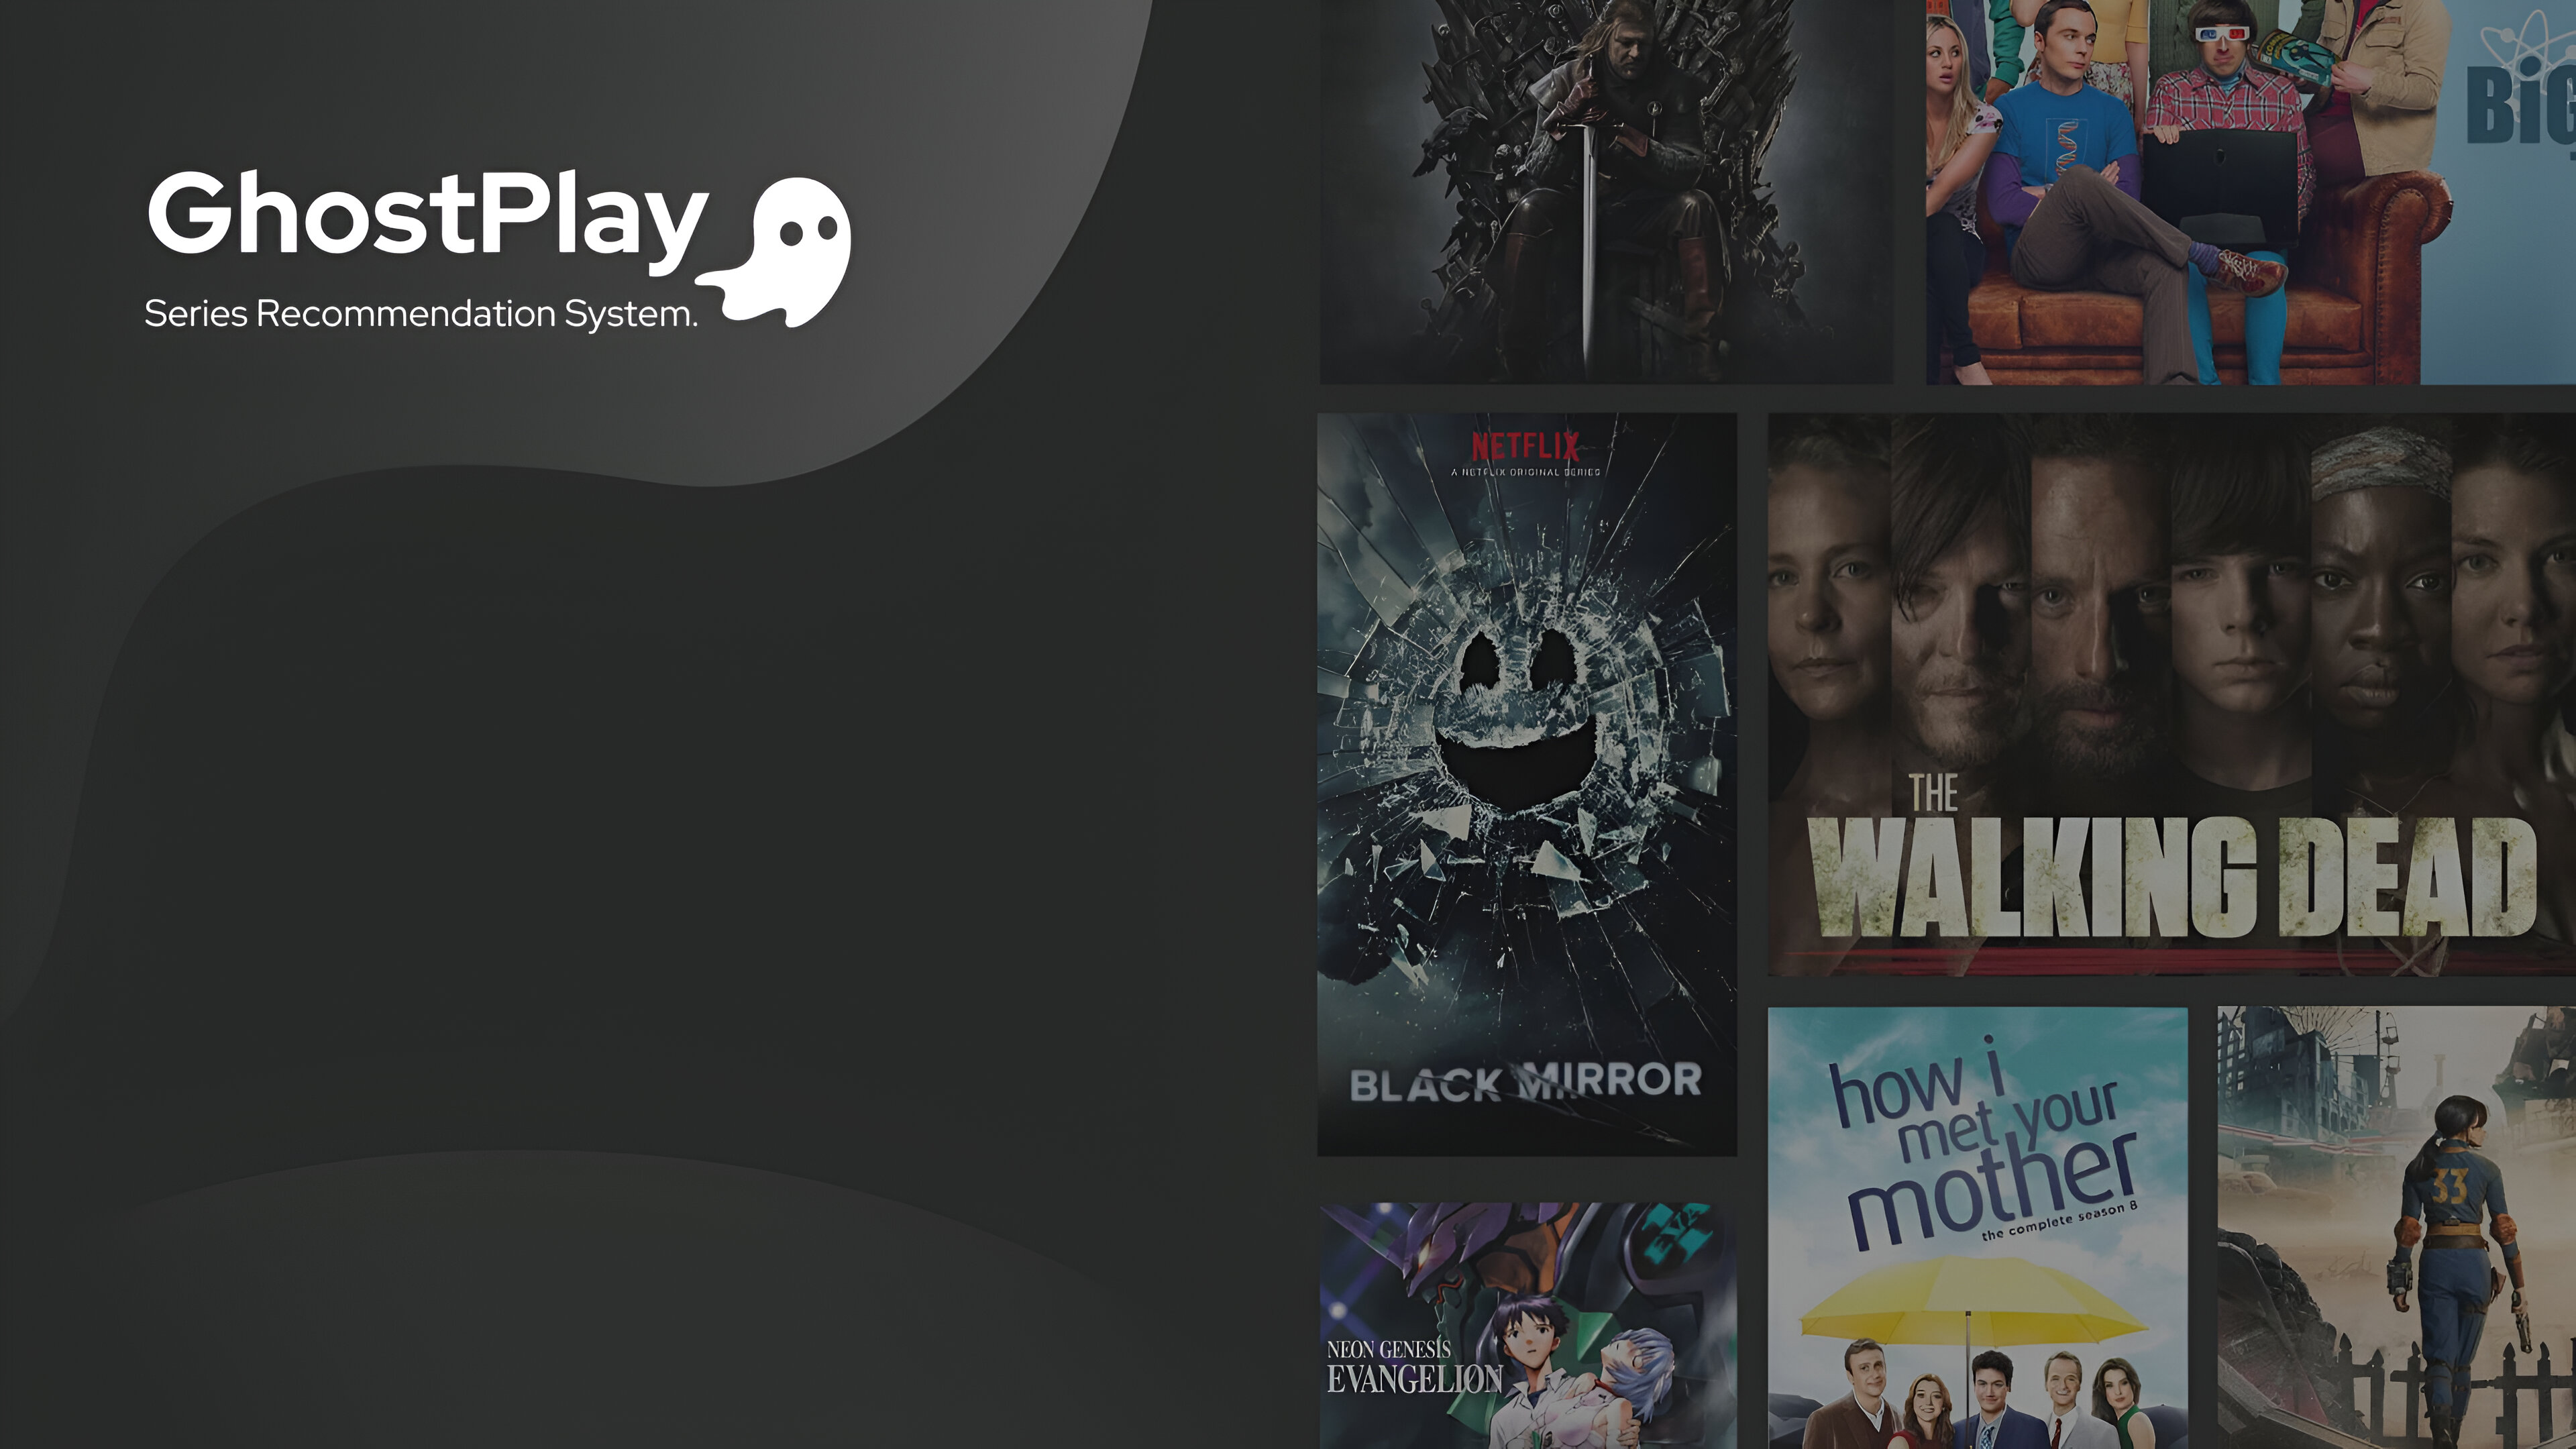 GhostPlay
Series Recommendation System.
BiG
NETFLIX
A NETFLIX ORIGINAL SERIES
BLACK MIRROR
THE
WALKING DEAD
how i
met your
mother
the complete season 8
33
EVA
NEON GENESIS
EVANGELION